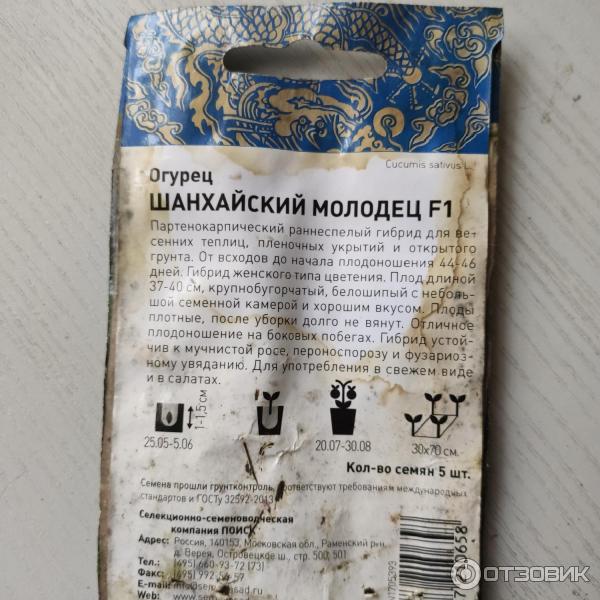 Cucumis sativus L.
Огурец
ШАНХАЙСКИЙ МОЛОДЕЦ F1
Партенокарпический раннеспелый гибрид для ве-
сенних теплиц, пленочных укрытий и открытого
грунта. От всходов до начала плодоношения 44-46
дней. Гибрид женского типа цветения. Плод длиной
37-40 см, крупнобугорчатый, белошипый с неболь-
шой семенной камерой и хорошим вкусом. Плоды
плотные, после уборки долго не вянут. Отличное
плодоношение на боковых побегах. Гибрид устой-
чив к мучнистой росе, пероноспорозу и фузариоз-
ному увяданию. Для употребления в свежем виде
и в салатах.
1-1,5 см
25.05-5.06
20.07-30.08
30х70 см.
Кол-во семян 5 шт.
Семена прошли грунтконтроль, соответствуют требованиям международных
стандартов и ГОСТу 32592-2013
Селекционно-семеноводческая
компания ПОИСК
Адрес: Россия, 140153, Московская обл., Раменский р-н,
д. Верея, Островецкое ш., стр. 500, 501
Тел.: (495) 660-93-72 (73)
Факс: (495) 992-56-59
ОТЗОВИК